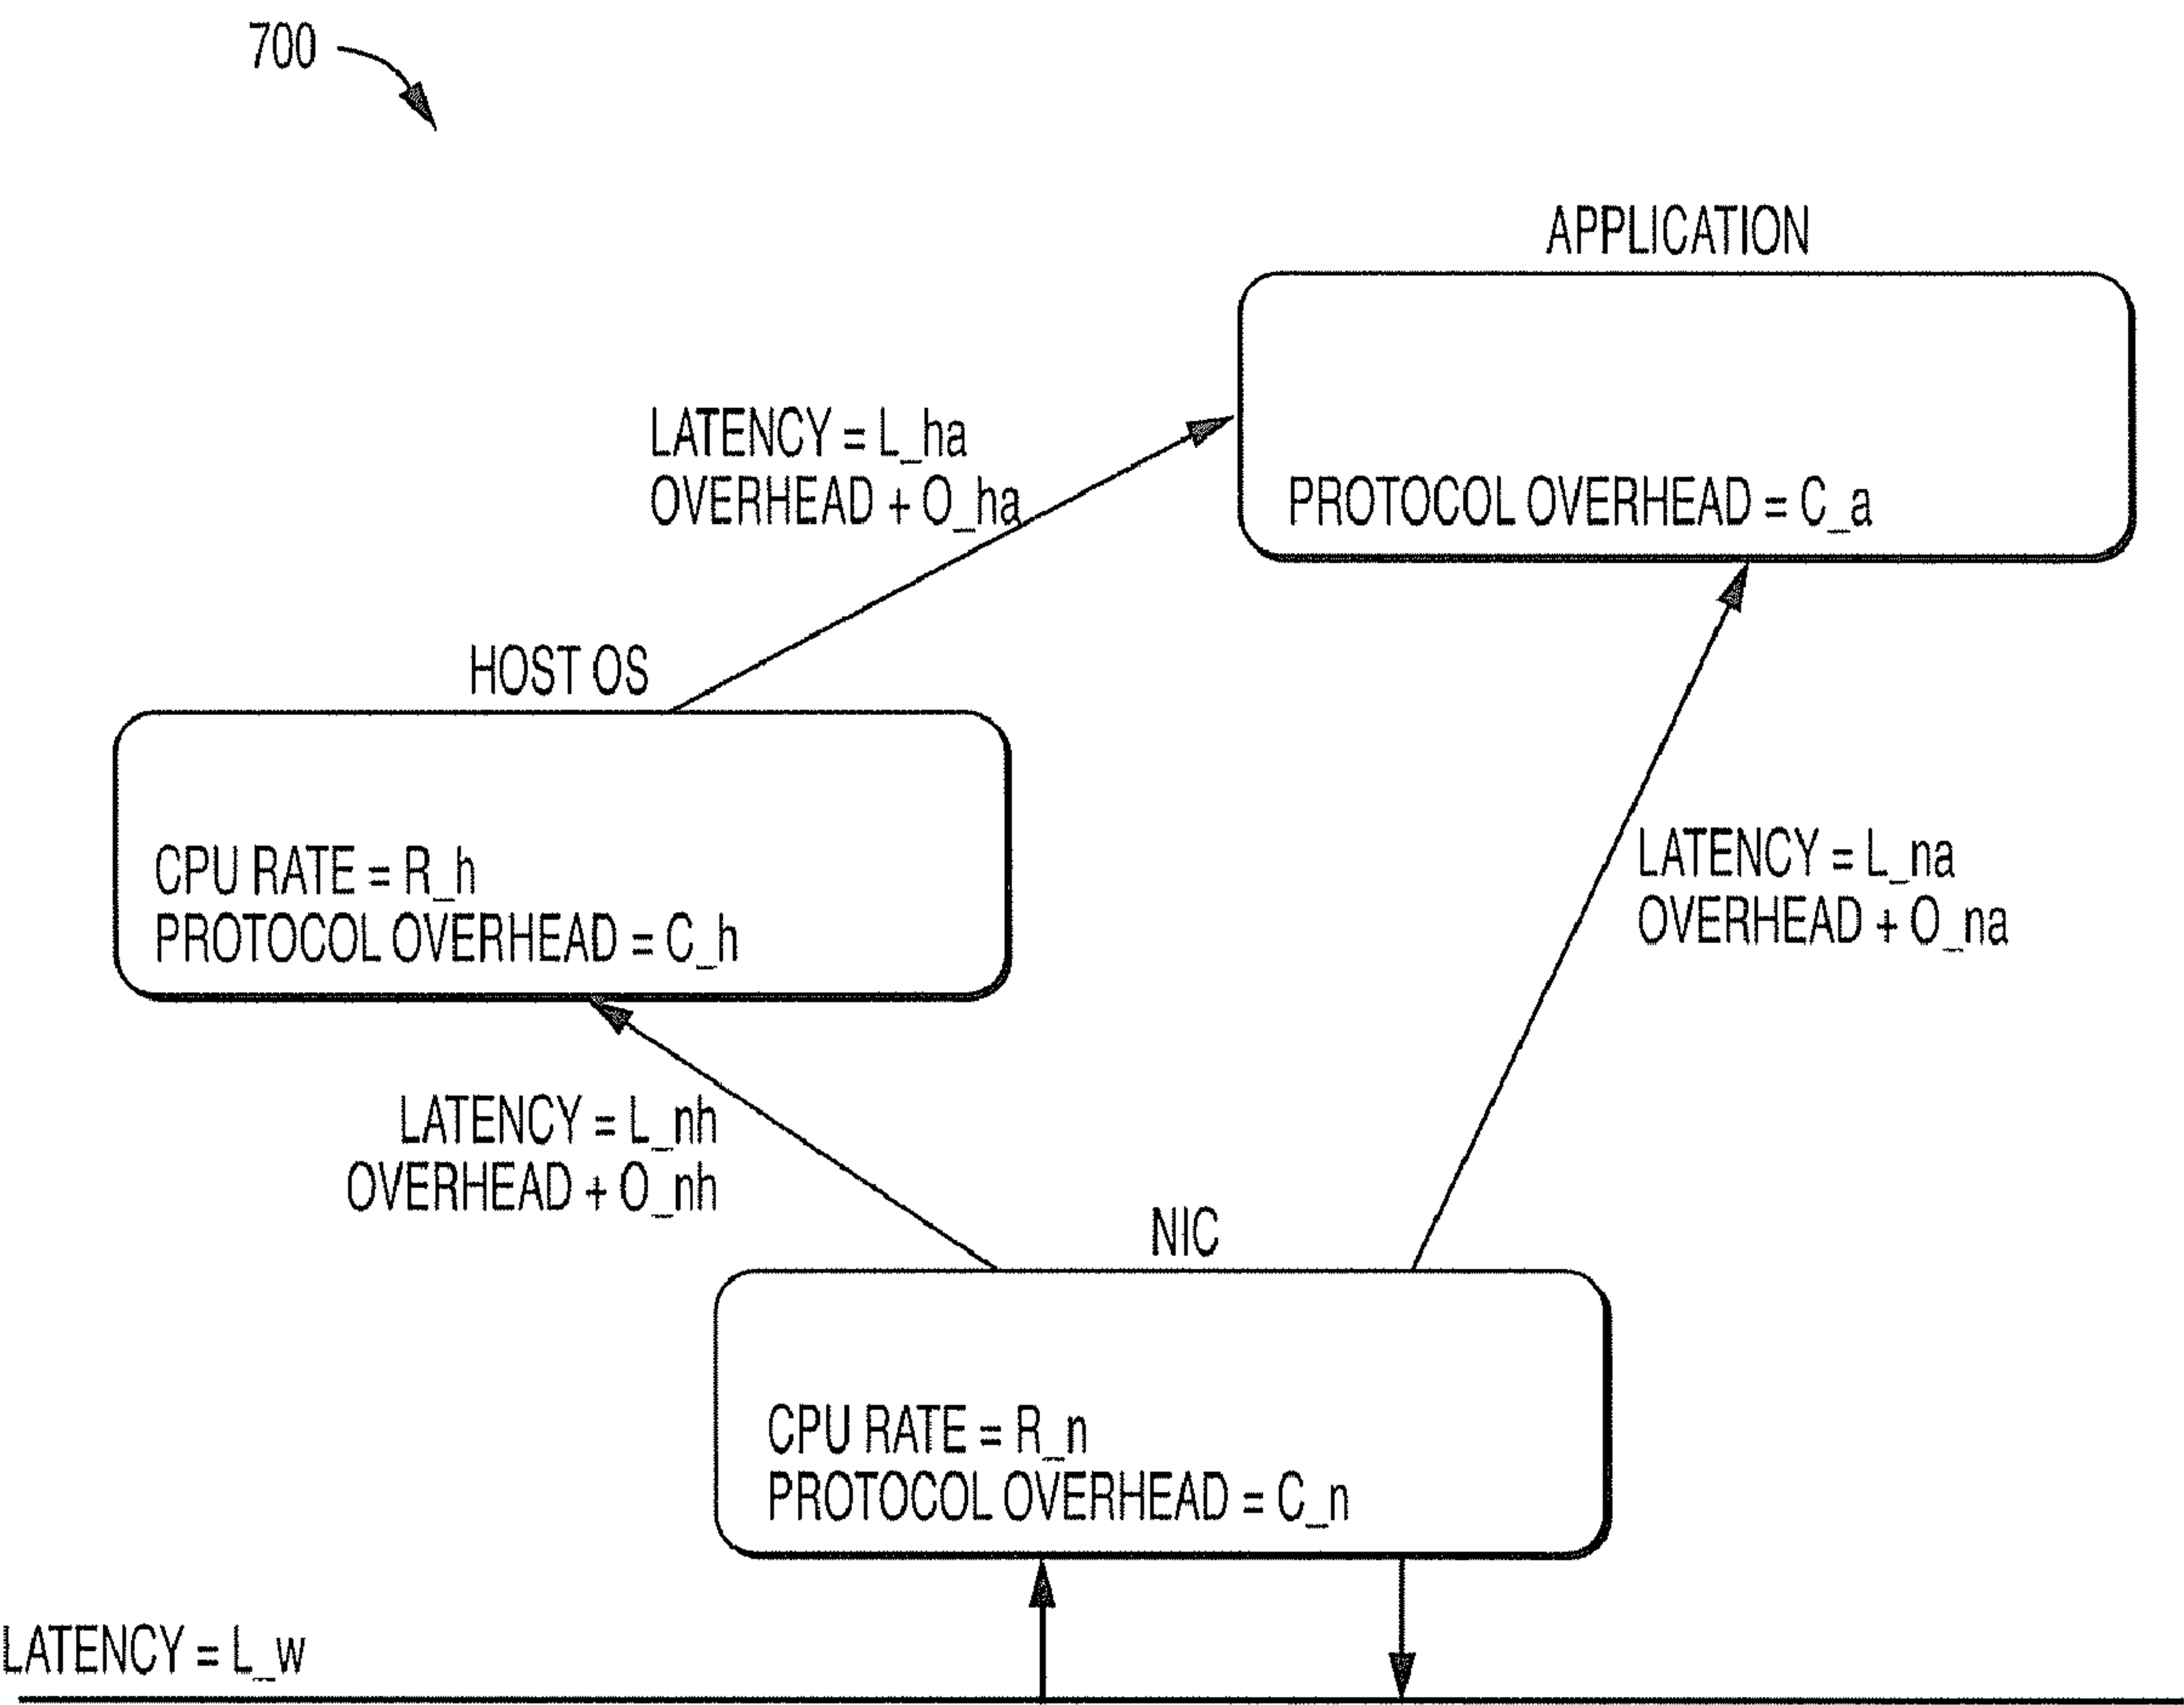 700
APPLICATION
LATENCY = L_ha
OVERHEAD + O_ha
PROTOCOL OVERHEAD = C_a
HOST OS
CPU RATE = R_h
PROTOCOL OVERHEAD = C_h
LATENCY = L_na
OVERHEAD + O_na
LATENCY = L_nh
OVERHEAD + O_nh
NIC
CPU RATE = R_n
PROTOCOL OVERHEAD = C_n
LATENCY = L_w